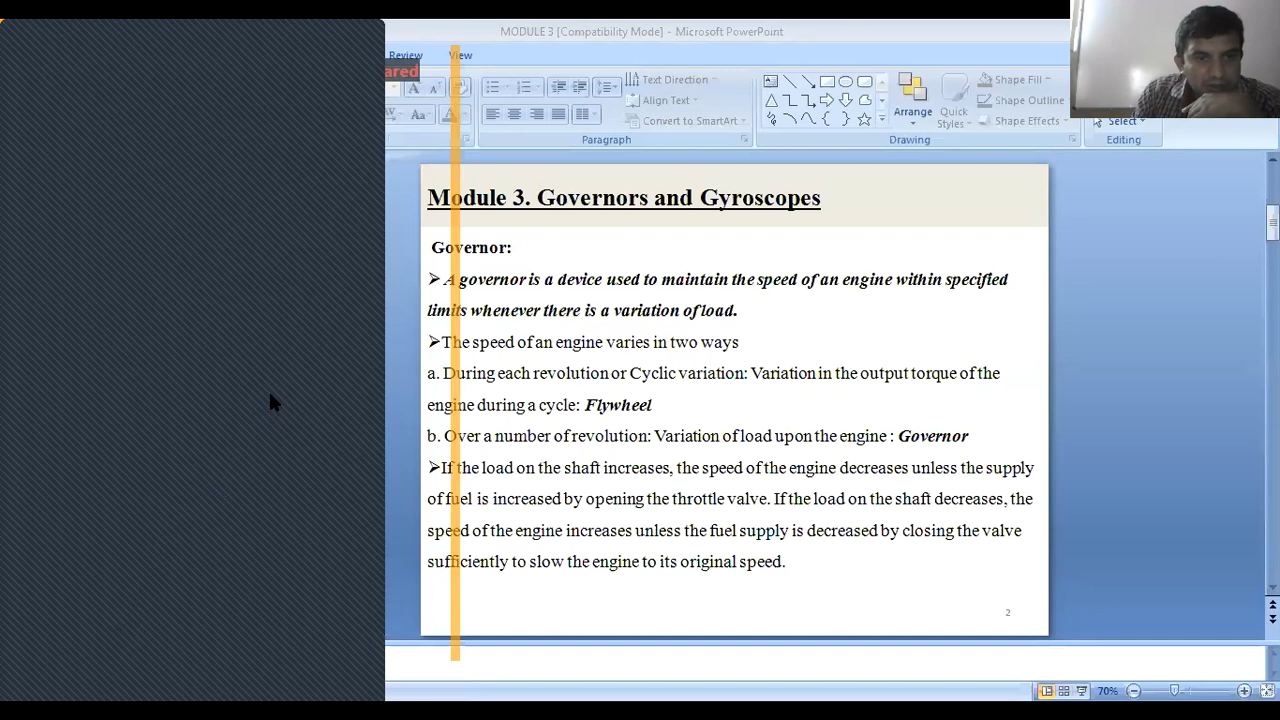 MODULE 3 [Compatibility Mode] - Microsoft PowerPoint
Review View
ared
Text Direction
Align Text
Convert to SmartArt
Paragraph
Arrange
Quick Styles
Shape Fill
Shape Outline
Shape Effects
Drawing
Select
Editing
Module 3. Governors and Gyroscopes
Governor:
➢ A governor is a device used to maintain the speed of an engine within specified
limits whenever there is a variation of load.
➢The speed of an engine varies in two ways
a. During each revolution or Cyclic variation: Variation in the output torque of the
engine during a cycle: Flywheel
b. Over a number of revolution: Variation of load upon the engine : Governor
➢If the load on the shaft increases, the speed of the engine decreases unless the supply
of fuel is increased by opening the throttle valve. If the load on the shaft decreases, the
speed of the engine increases unless the fuel supply is decreased by closing the valve
sufficiently to slow the engine to its original speed.
2
70%